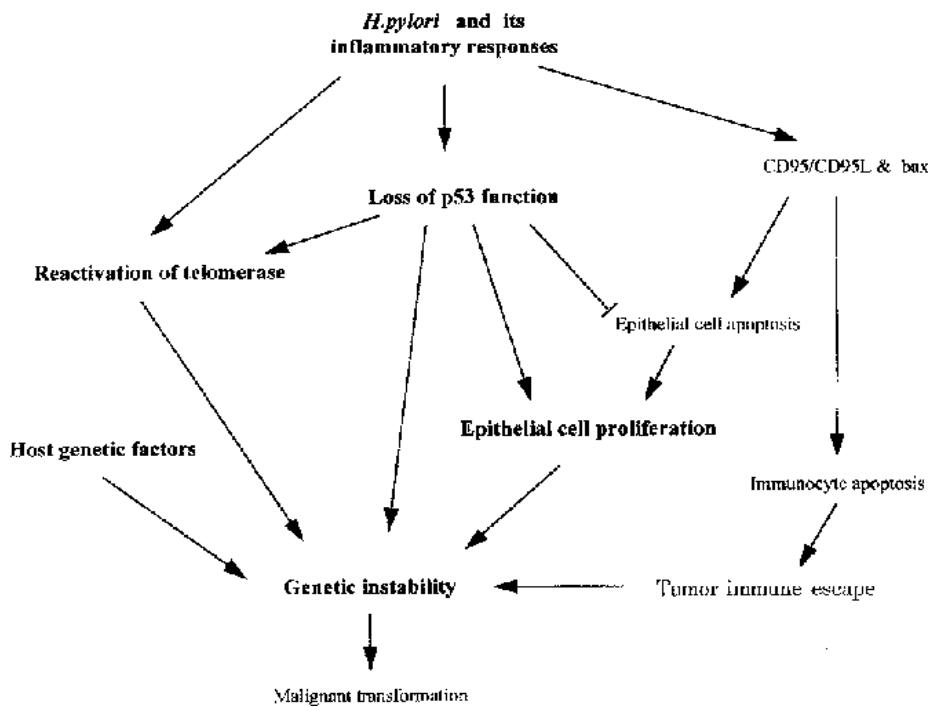 H.pylori and its
inflammatory responses
CD95/CD95L & bax
Loss of p53 function
Reactivation of telomerase
Epithelial cell apoptosis
Epithelial cell proliferation
Host genetic factors
Immunocyte apoptosis
Genetic instability
Tumor immune escape
Malignant transformation